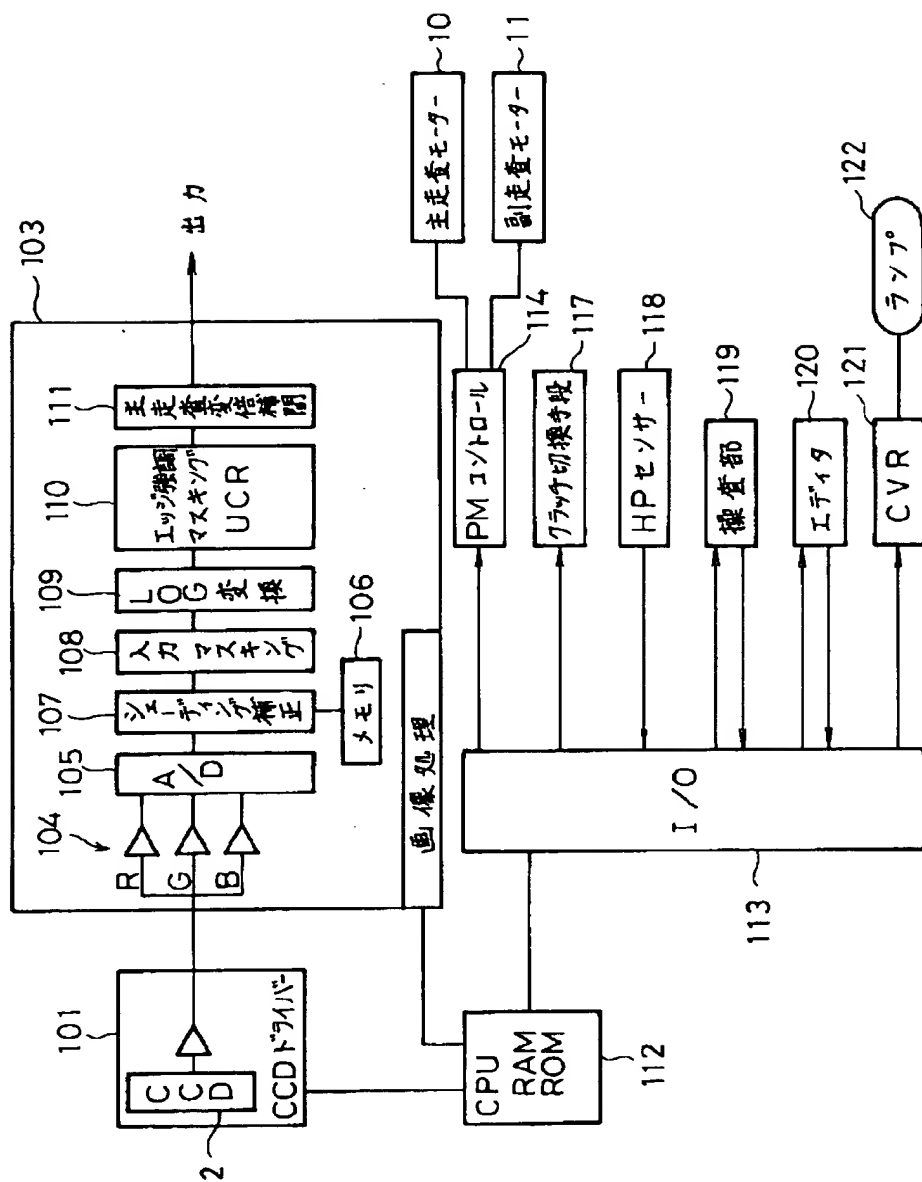 103
出力
104
105
107
108
109
110
111
R
G
B
A/D
シェーディング補正
入力マスキング
LOG変換
エッジ強調
マスキング
UCR
主走査変倍補間
メモリ
106
画像処理
101
CCD
2
CCDドライバー
CPU
RAM
ROM
112
I/O
113
主走査モーター
10
副走査モーター
11
PMコントロール
114
クラッチ切換手段
117
HPセンサー
118
操査部
119
エディタ
120
CVR
121
ランプ
122